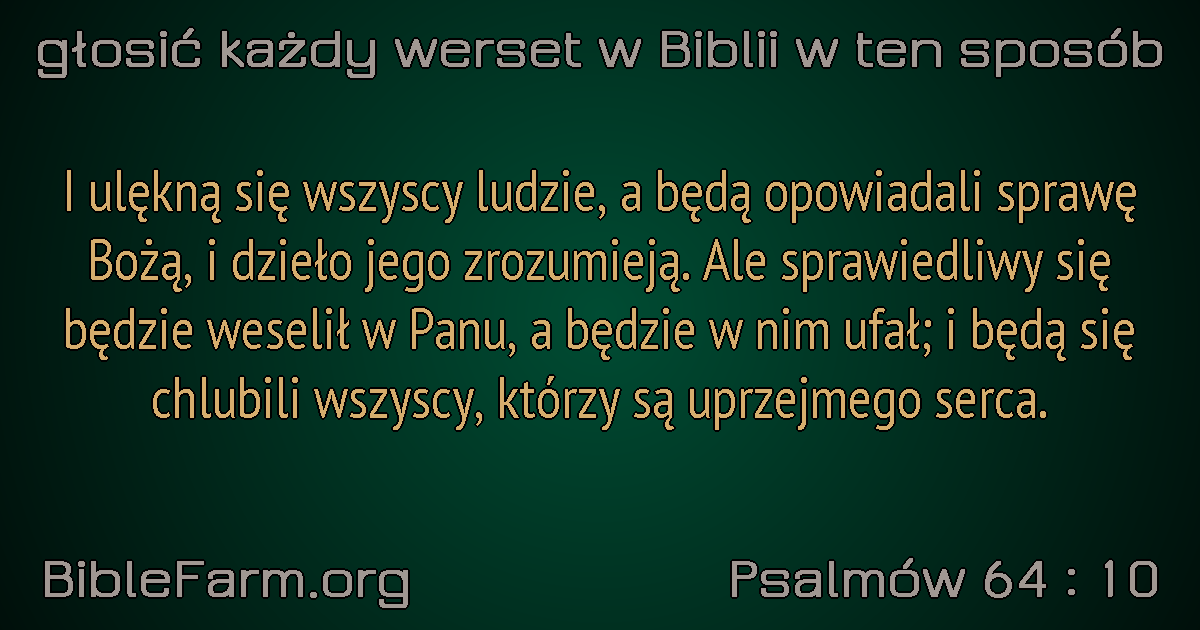 głosić każdy werset w Biblii w ten sposób
I ulękną się wszyscy ludzie, a będą opowiadali sprawę
Bożą, i dzieło jego zrozumieją. Ale sprawiedliwy się
będzie weselił w Panu, a będzie w nim ufał; i będą się
chlubili wszyscy, którzy są uprzejmego serca.
BibleFarm.org
Psalmów 64 : 10